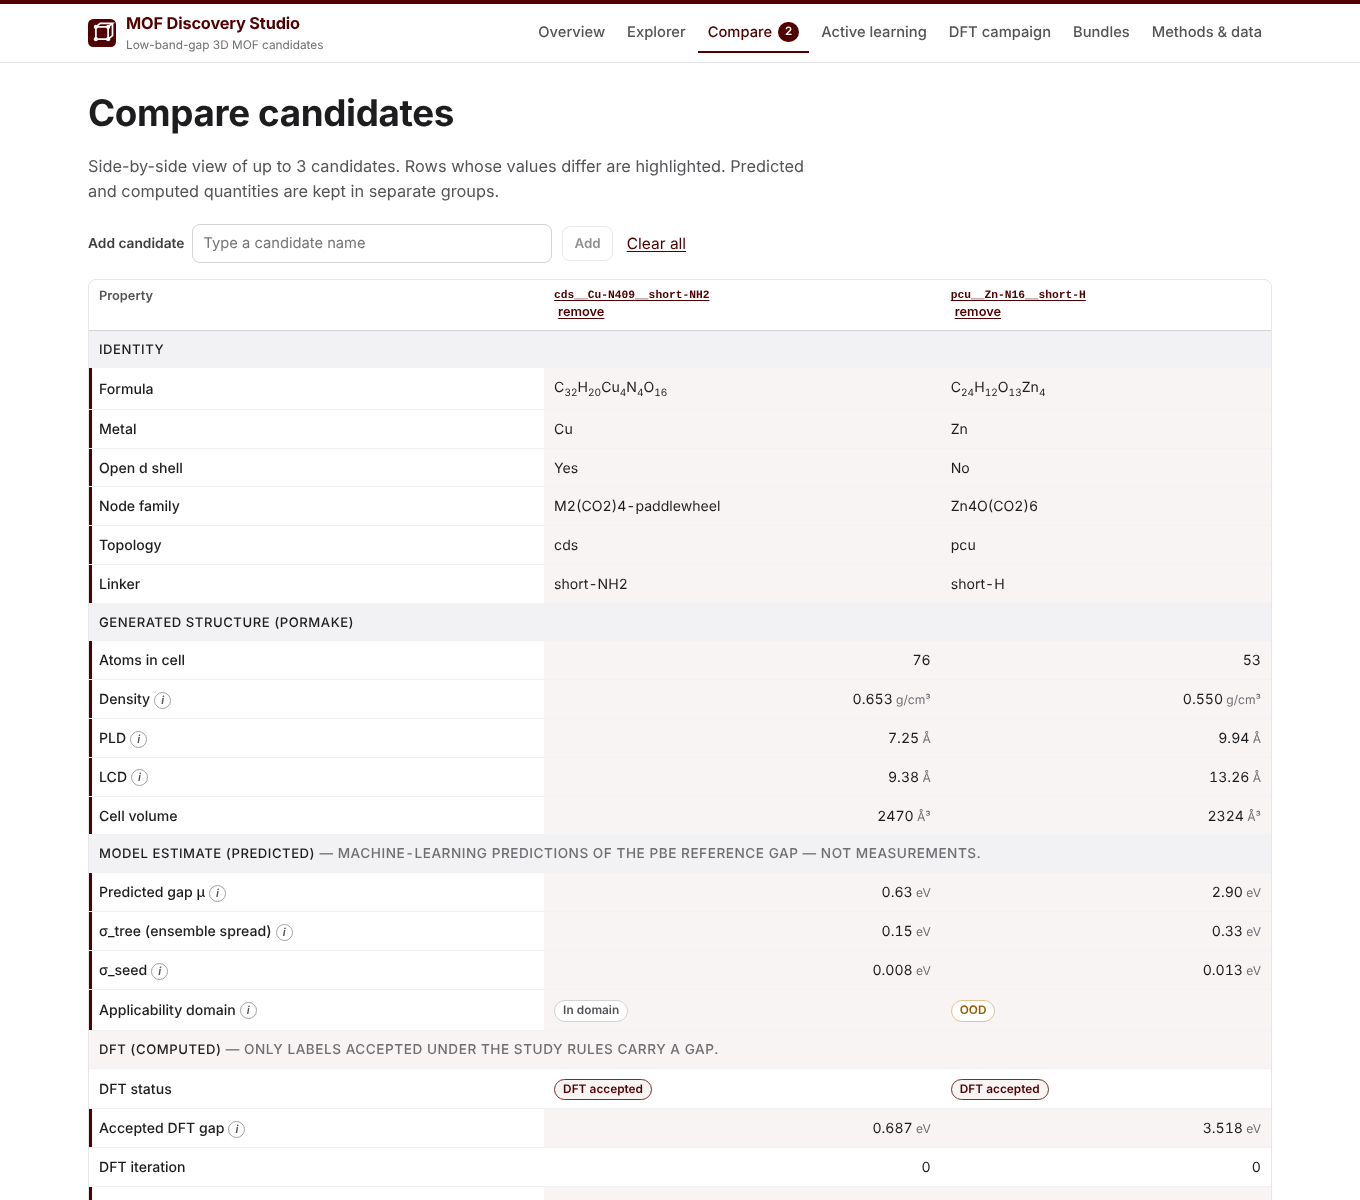 MOF Discovery Studio
Low-band-gap 3D MOF candidates
Overview Explorer Compare 2 Active learning DFT campaign Bundles Methods & data
Compare candidates
Side-by-side view of up to 3 candidates. Rows whose values differ are highlighted. Predicted
and computed quantities are kept in separate groups.
Add candidate Type a candidate name Add Clear all
Property cds__Cu-N409__short-NH2 pcu__Zn-N16__short-H
remove remove
IDENTITY
Formula C₃₂H₂₀Cu₄N₄O₁₆ C₂₄H₁₂O₁₃Zn₄
Metal Cu Zn
Open d shell Yes No
Node family M2(CO2)4-paddlewheel Zn4O(CO2)6
Topology cds pcu
Linker short-NH2 short-H
GENERATED STRUCTURE (PORMAKE)
Atoms in cell 76 53
Density i 0.653 g/cm³ 0.550 g/cm³
PLD i 7.25 Å 9.94 Å
LCD i 9.38 Å 13.26 Å
Cell volume 2470 Å³ 2324 Å³
MODEL ESTIMATE (PREDICTED) — MACHINE-LEARNING PREDICTIONS OF THE PBE REFERENCE GAP — NOT MEASUREMENTS.
Predicted gap μ i 0.63 eV 2.90 eV
σ_tree (ensemble spread) i 0.15 eV 0.33 eV
σ_seed i 0.008 eV 0.013 eV
Applicability domain i In domain OOD
DFT (COMPUTED) — ONLY LABELS ACCEPTED UNDER THE STUDY RULES CARRY A GAP.
DFT status DFT accepted DFT accepted
Accepted DFT gap i 0.687 eV 3.518 eV
DFT iteration 0 0